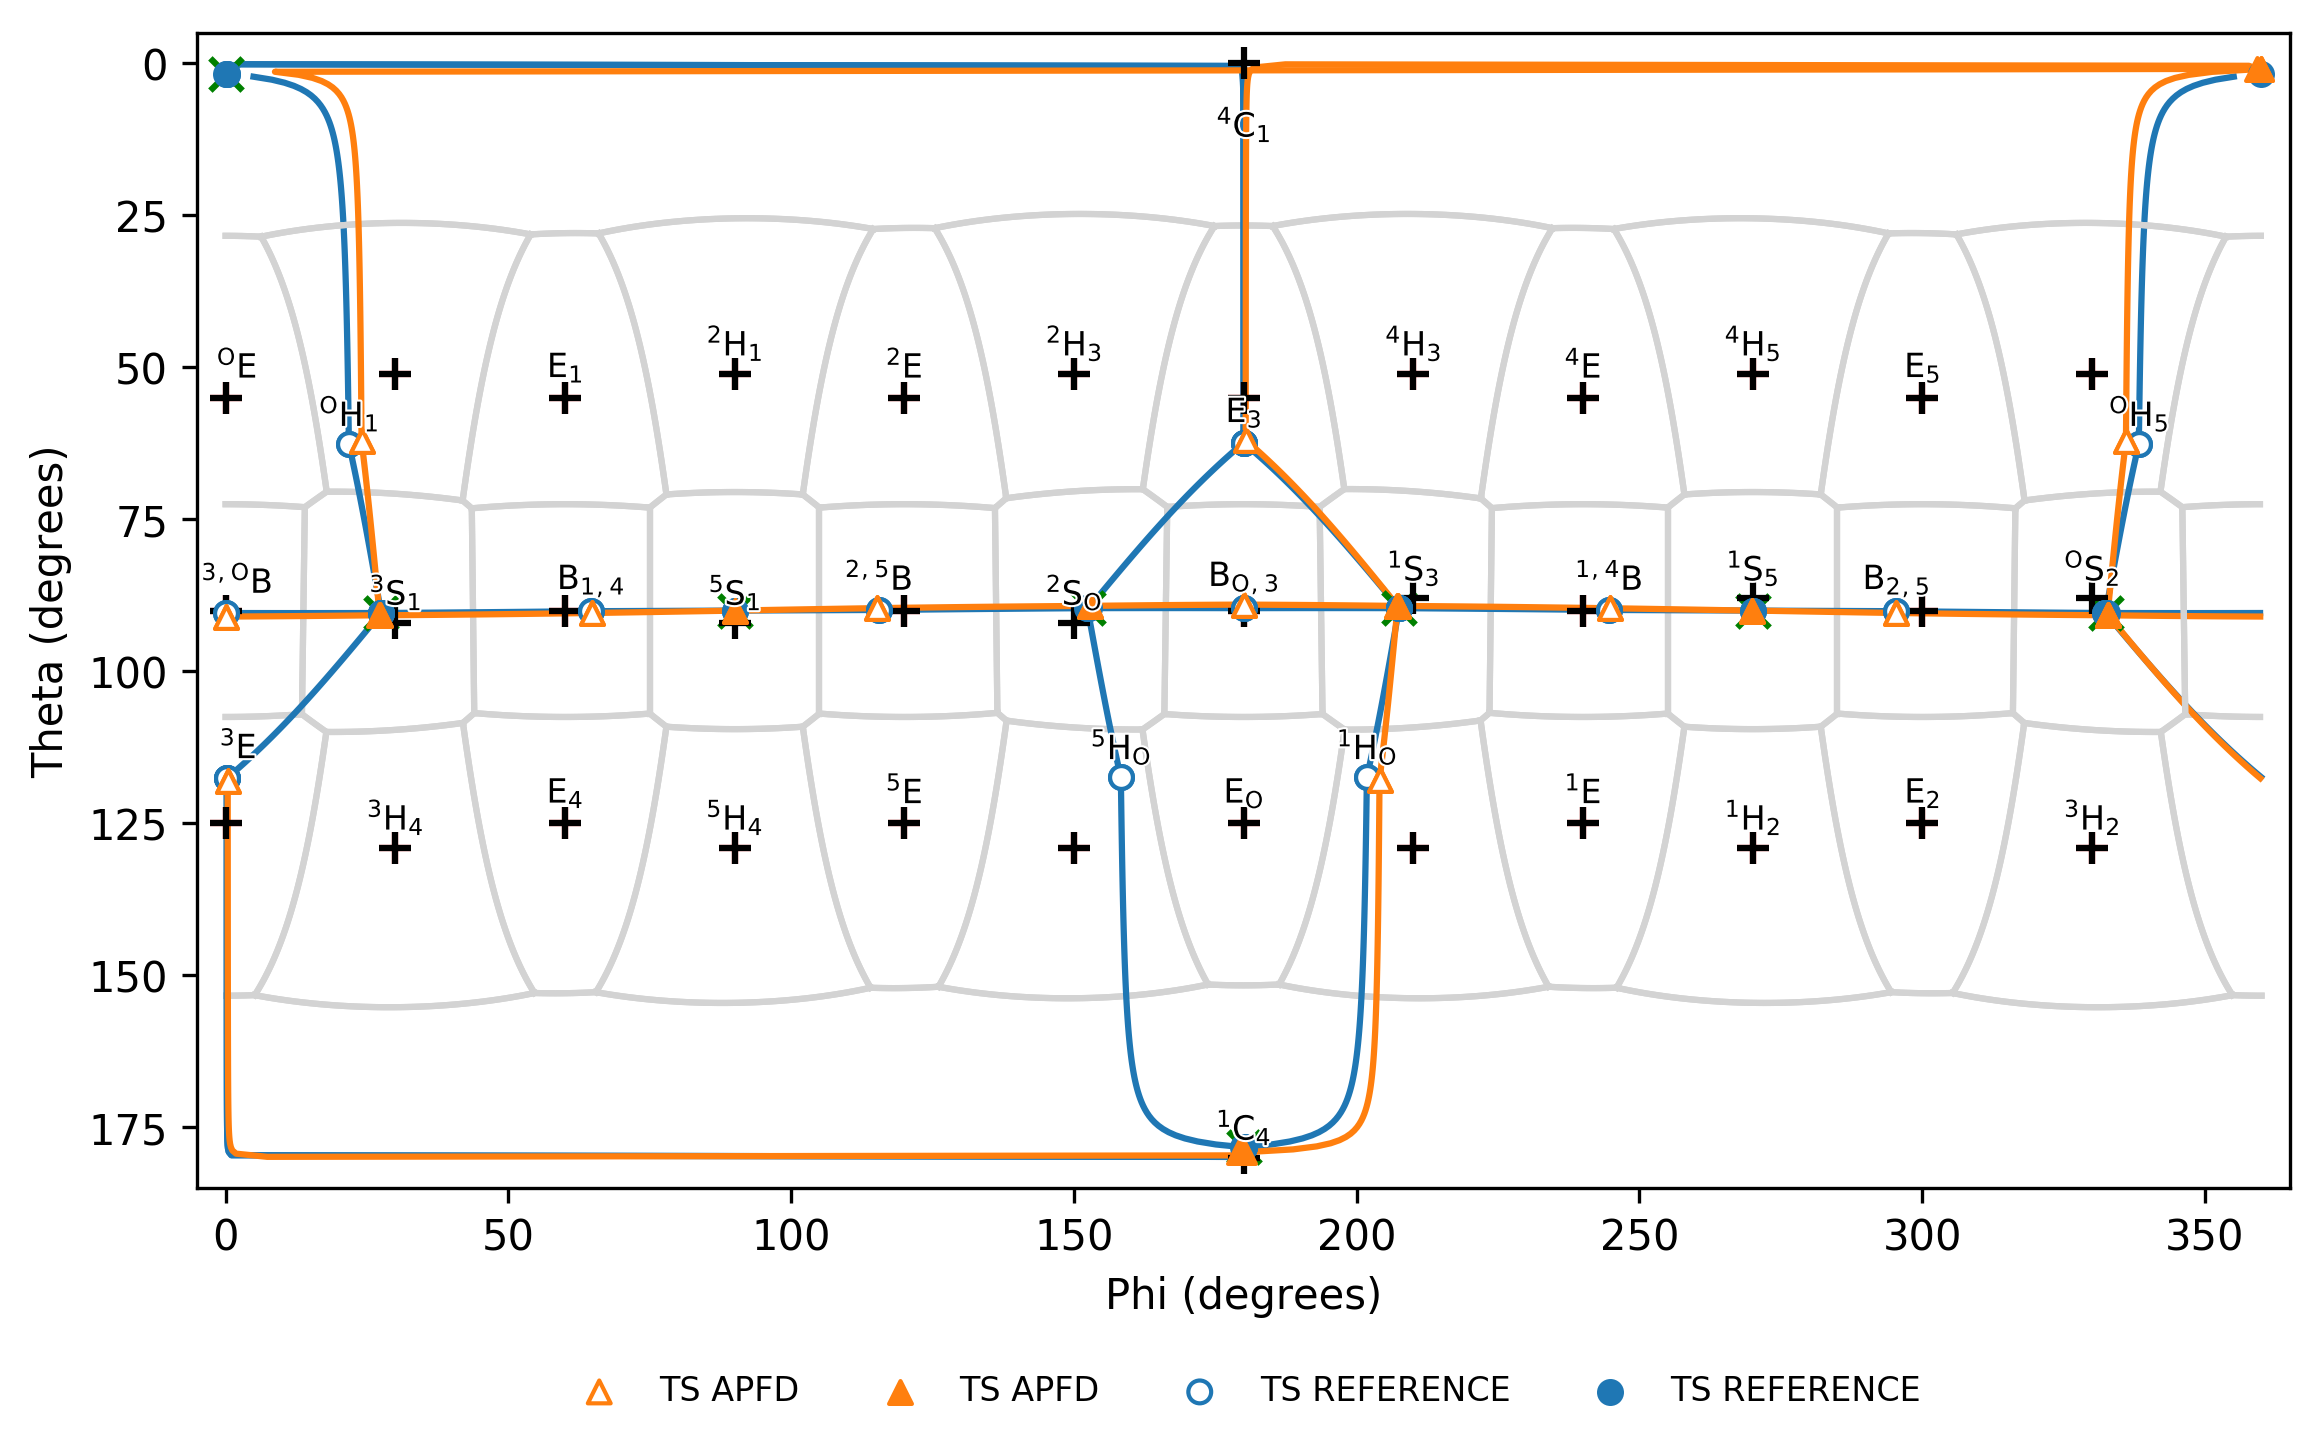 0
⁴C₁
25
²H₁ ²H₃ ⁴H₃ ⁴H₅
ᴼE E₁ ²E ⁴E E₅
50
ᴼH₁ E₃ ᴼH₅
75
³,ᴼB ³S₁ B₁,₄ ⁵S₁ ²,⁵B ²Sₒ Bₒ,₃ ¹S₃ ¹,⁴B ¹S₅ B₂,₅ ᴼS₂
100
³E ⁵Hₒ ¹Hₒ
E₄ ⁵E Eₒ ¹E E₂
³H₄ ⁵H₄ ¹H₂ ³H₂
125
150
¹C₄
175
Theta (degrees)
0 50 100 150 200 250 300 350
Phi (degrees)
TS APFD TS APFD TS REFERENCE TS REFERENCE